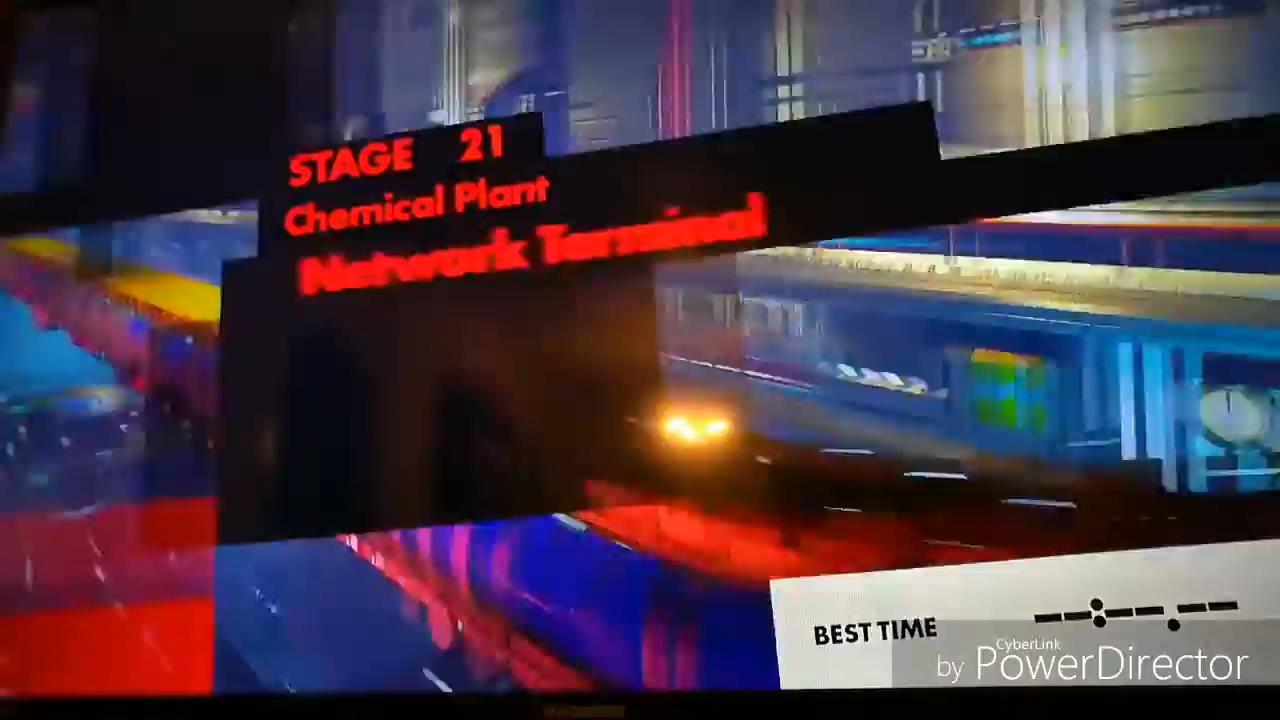 STAGE 21
Chemical Plant
Network Terminal
BEST TIME --:--.--
CyberLink
by PowerDirector